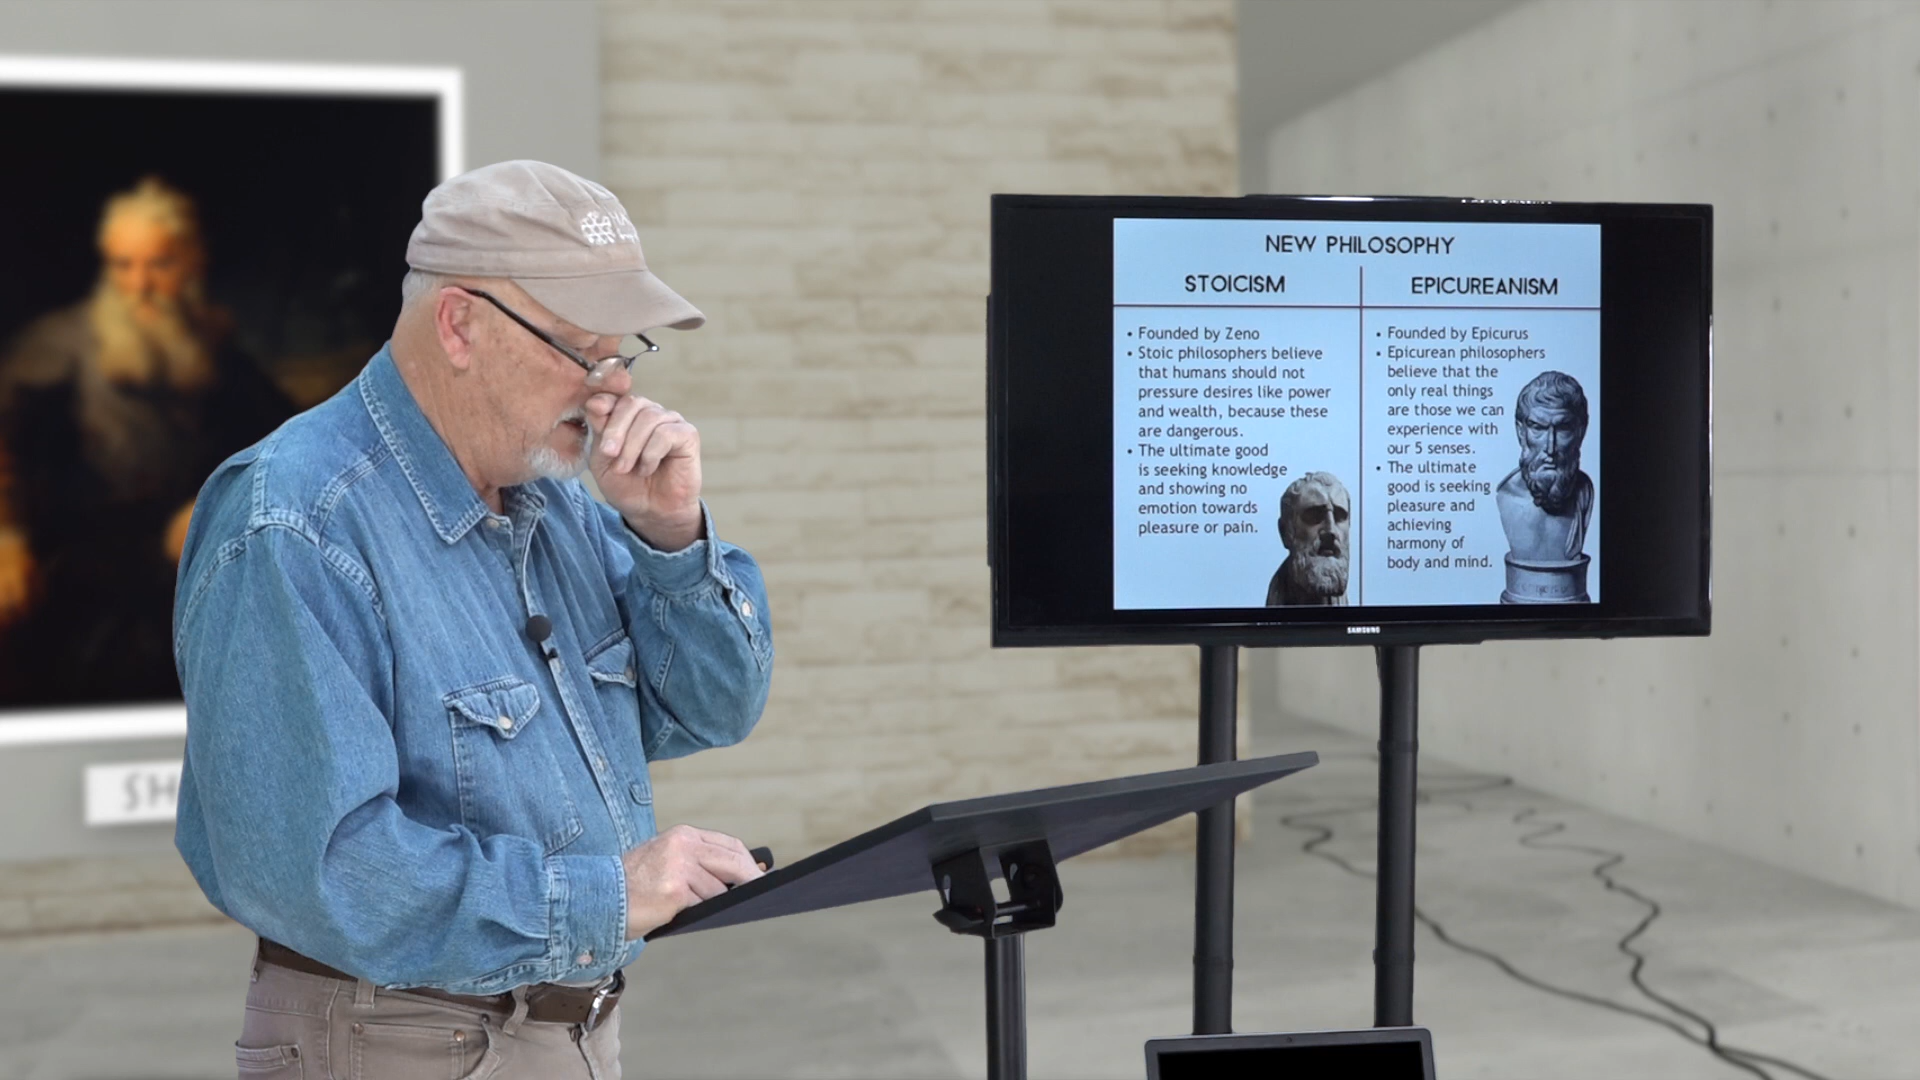 NEW PHILOSOPHY
STOICISM
• Founded by Zeno
• Stoic philosophers believe
that humans should not
pressure desires like power
and wealth, because these
are dangerous.
• The ultimate good
is seeking knowledge
and showing no
emotion towards
pleasure or pain.
EPICUREANISM
• Founded by Epicurus
• Epicurean philosophers
believe that the
only real things
are those we can
experience with
our 5 senses.
• The ultimate
good is seeking
pleasure and
achieving
harmony of
body and mind.
SAMSUNG
SH